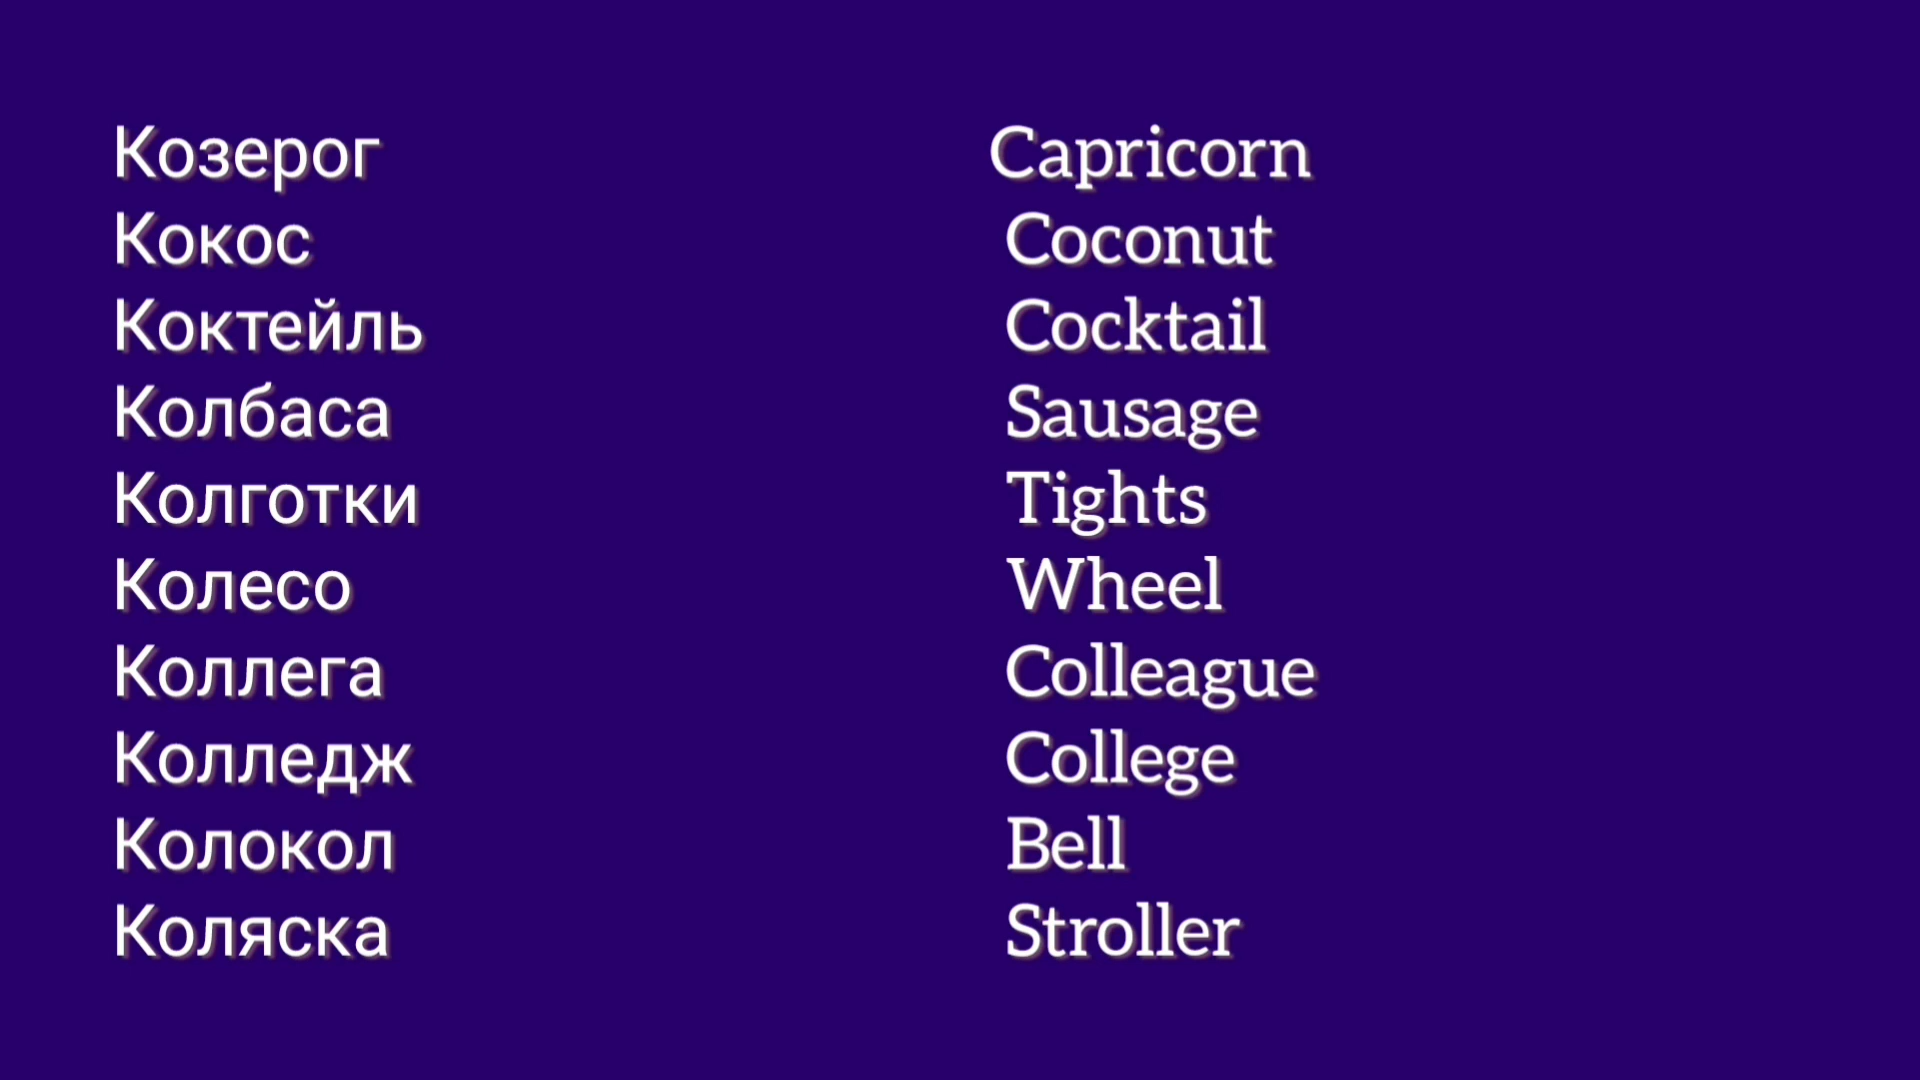 Козерог Capricorn
Кокос Coconut
Коктейль Cocktail
Колбаса Sausage
Колготки Tights
Колесо Wheel
Коллега Colleague
Колледж College
Колокол Bell
Коляска Stroller